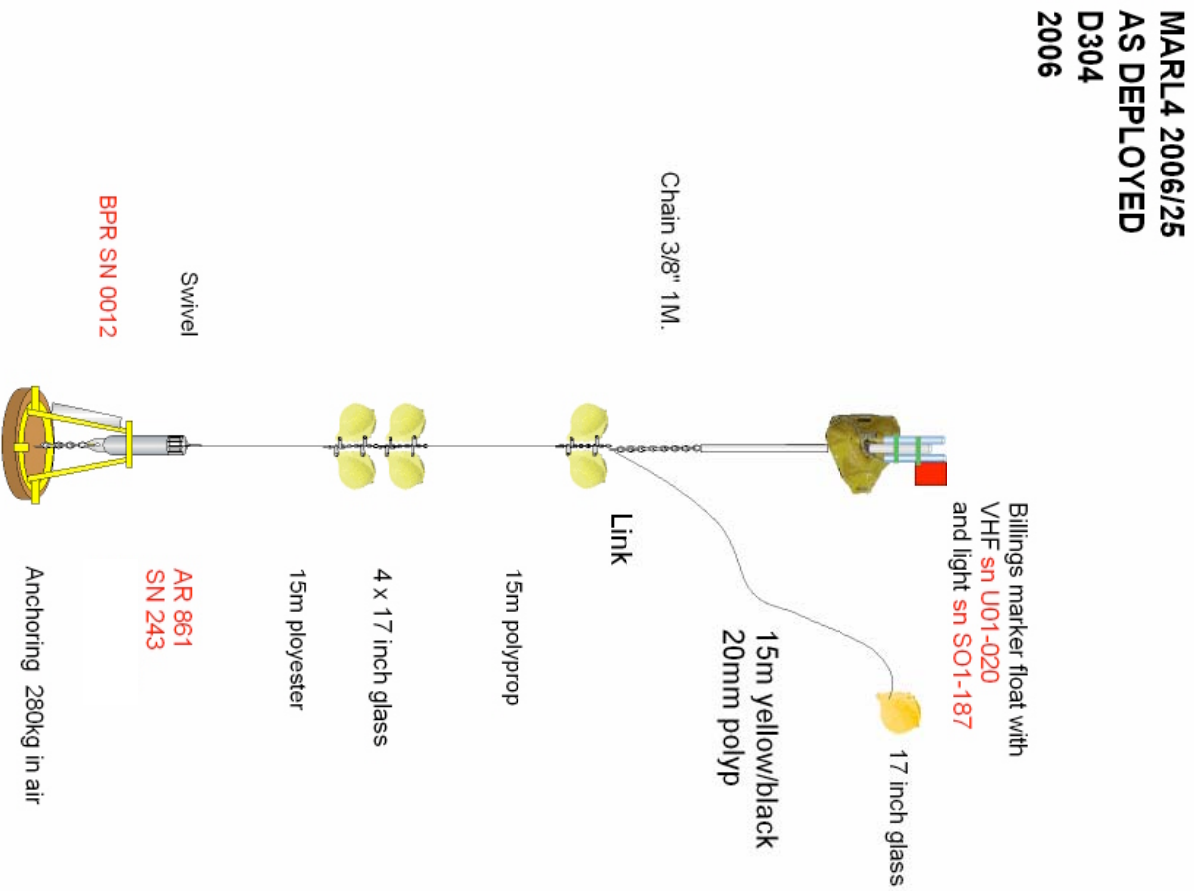 MARL4 2006/25
AS DEPLOYED
D304
2006
Billings marker float with
VHF sn U01-020
and light sn SO1-187
17 inch glass
15m yellow/black
20mm polyp
Chain 3/8" 1M.
Link
15m polyprop
4 x 17 inch glass
15m ployester
Swivel
AR 861
SN 243
BPR SN 0012
Anchoring 280kg in air